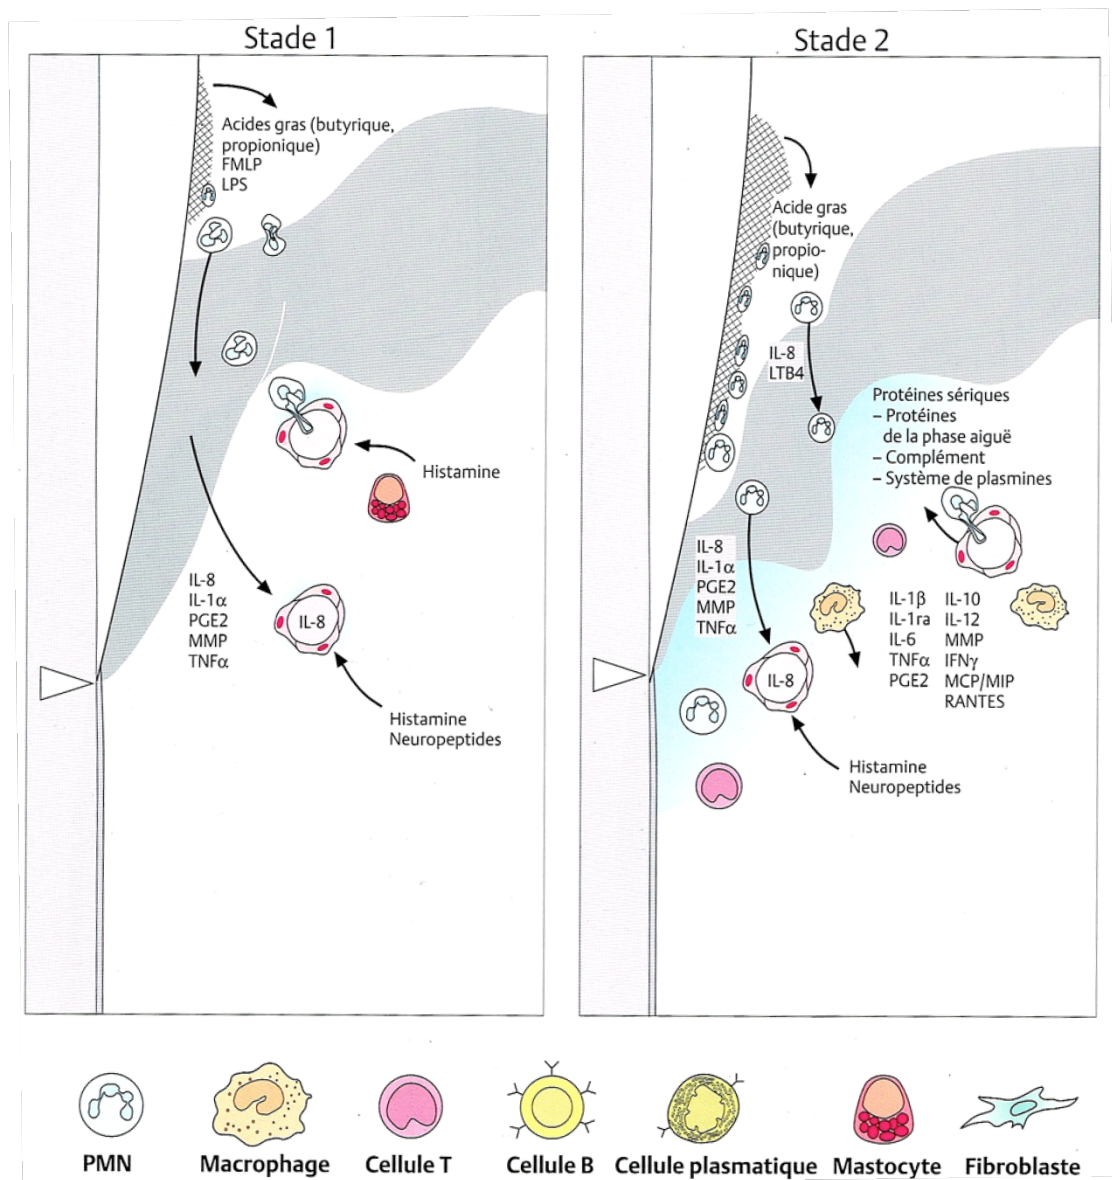 Stade 1
Acides gras (butyrique,
propionique)
FMLP
LPS
Histamine
IL-8
IL-1α
PGE2
MMP
TNFα
IL-8
Histamine
Neuropeptides
Stade 2
Acide gras
(butyrique,
propio-
nique)
IL-8
LTB4
Protéines sériques
– Protéines
de la phase aiguë
– Complément
– Système de plasmines
IL-8
IL-1α
PGE2
MMP
TNFα
IL-1β
IL-1ra
IL-6
TNFα
PGE2
IL-10
IL-12
MMP
IFNγ
MCP/MIP
RANTES
IL-8
Histamine
Neuropeptides
PMN
Macrophage
Cellule T
Cellule B
Cellule plasmatique
Mastocyte
Fibroblaste